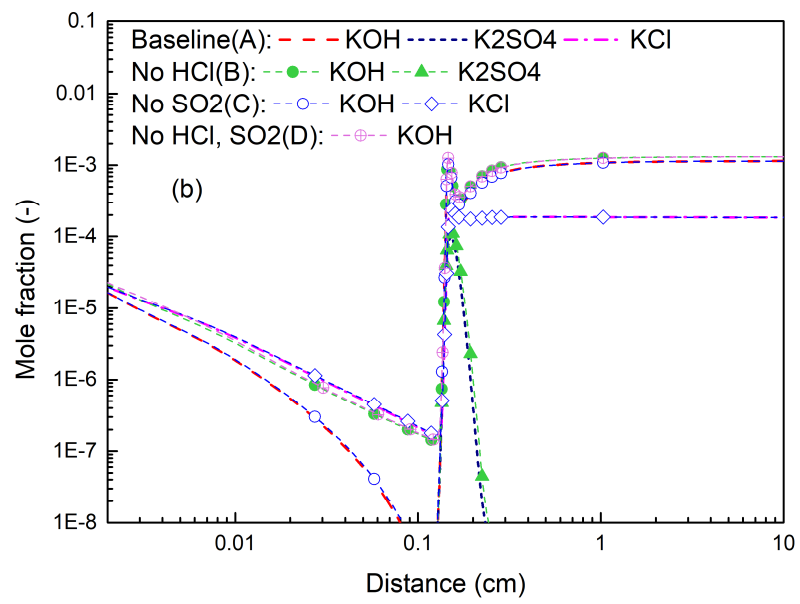 0.1
Baseline(A): KOH K2SO4 KCl
No HCl(B): KOH K2SO4
0.01
No SO2(C): KOH KCl
No HCl, SO2(D): KOH
1E-3
(b)
1E-4
1E-5
1E-6
1E-7
1E-8
Mole fraction (-)
0.01 0.1 1 10
Distance (cm)